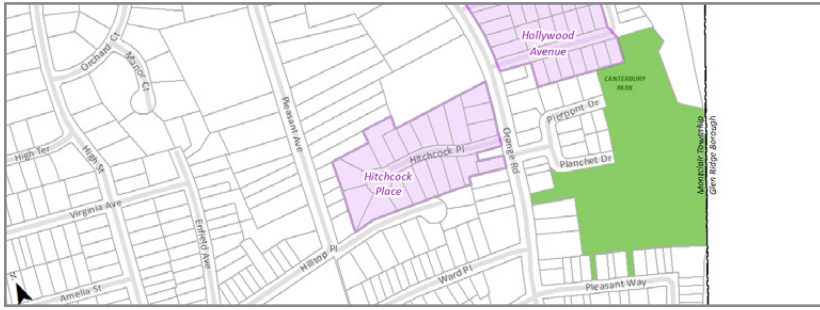 Hollywood
Avenue
CANTERBURY
PARK
Orchard Ct
Manor Ct
Pleasant Ave
Pierpont Dr
Orange Rd
Planchet Dr
Montclair Township
Glen Ridge Borough
High Ter
High St
Hitchcock Pl
Hitchcock
Place
Virginia Ave
Enfield Ave
Hilltop Pl
Ward Pl
Pleasant Way
Amelia St